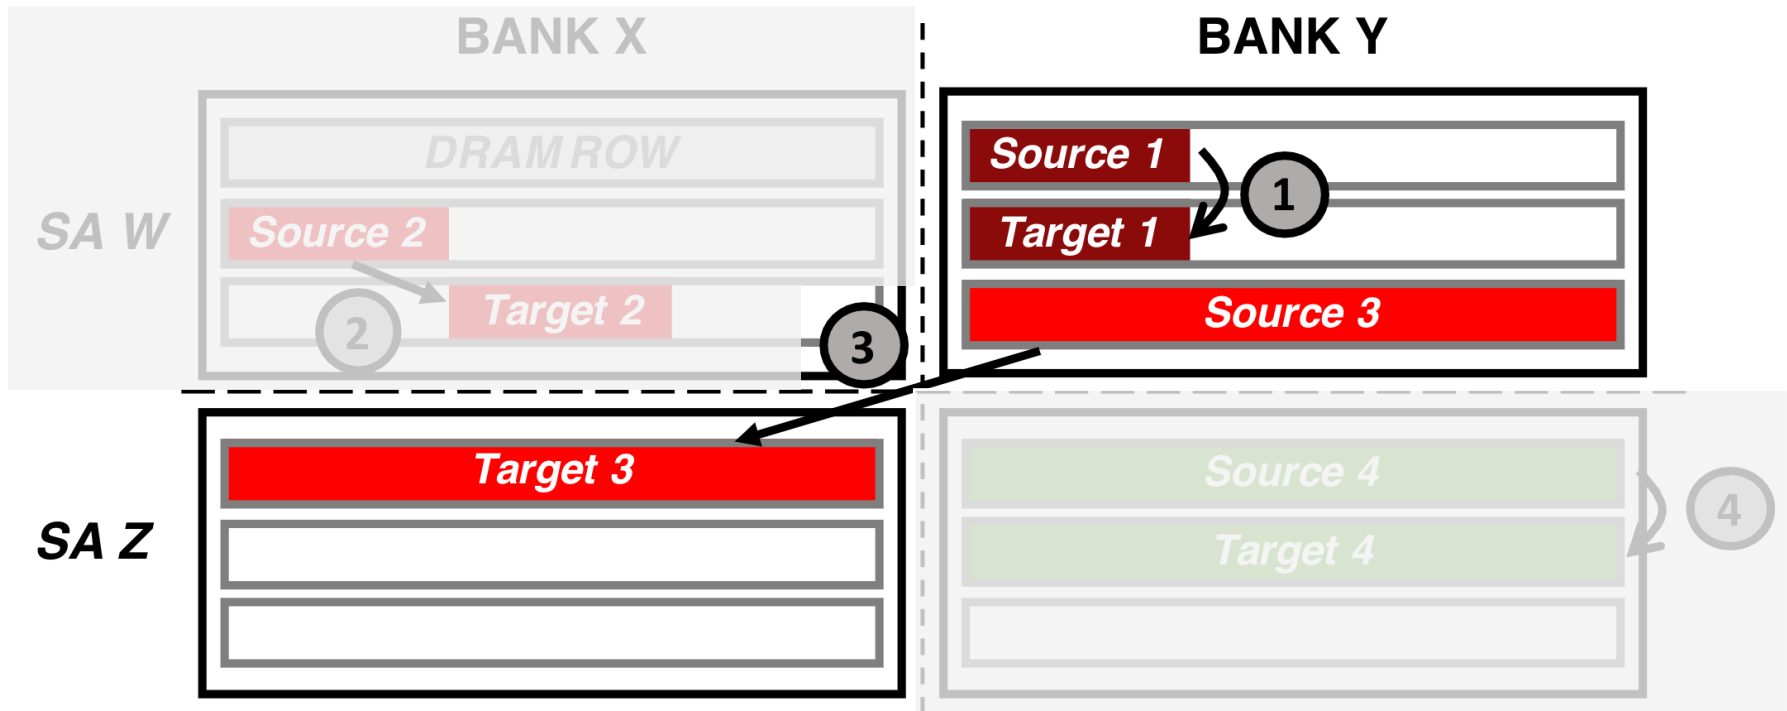 BANK X
BANK Y
DRAM ROW
Source 1
1
SA W
Source 2
Target 1
2
Target 2
3
Source 3
Target 3
Source 4
4
SA Z
Target 4